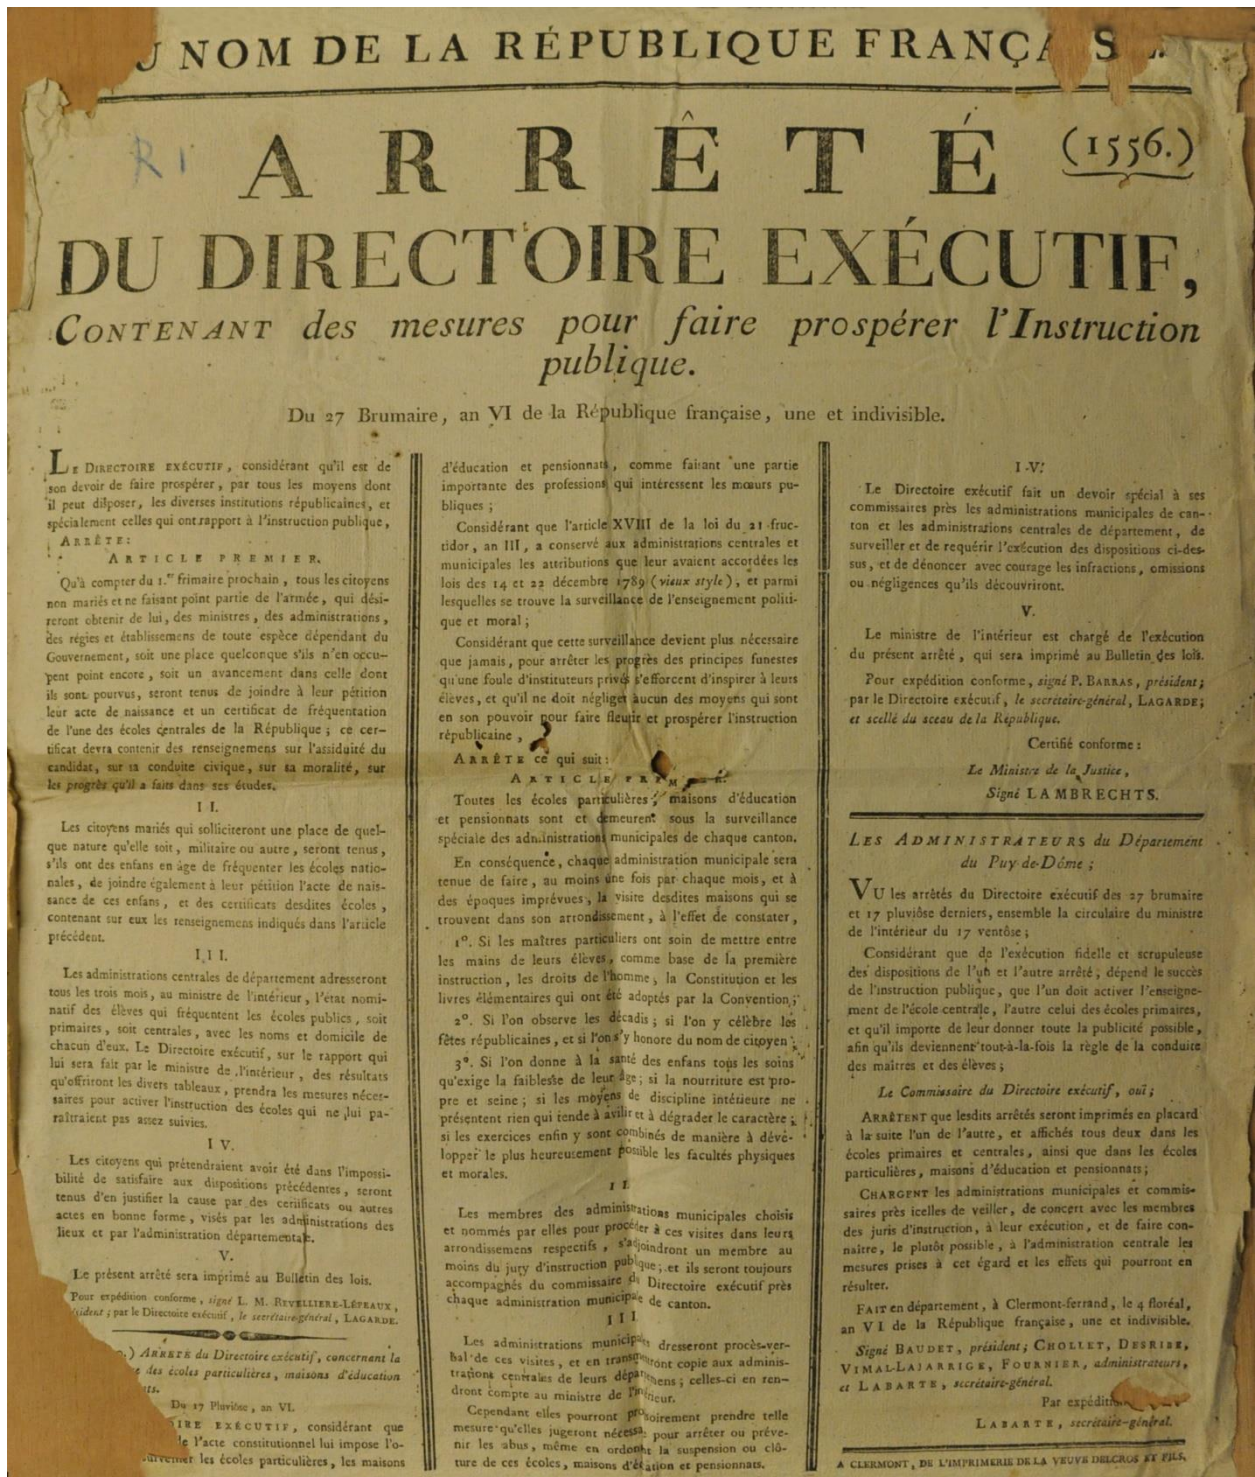 U NOM DE LA RÉPUBLIQUE FRANÇAIS
R I
ARRÊTÉ (1556.)
DU DIRECTOIRE EXÉCUTIF,
CONTENANT des mesures pour faire prospérer l'Instruction
publique.
Du 27 Brumaire, an VI de la République française, une et indivisible.
LE DIRECTOIRE EXÉCUTIF, considérant qu'il est de
son devoir de faire prospérer, par tous les moyens dont
il peut disposer, les diverses institutions républicaines, et
spécialement celles qui ont rapport à l'instruction publique,
ARRÊTE:
ARTICLE PREMIER.
Qu'à compter du 1.er frimaire prochain, tous les citoyens
non mariés et ne faisant point partie de l'armée, qui dési-
reront obtenir de lui, des ministres, des administrations,
des régies et établissemens de toute espèce dépendant du
Gouvernement, soit une place quelconque s'ils n'en occu-
pent point encore, soit un avancement dans celle dont
ils sont pourvus, seront tenus de joindre à leur pétition
leur acte de naissance et un certificat de fréquentation
de l'une des écoles centrales de la République; ce cer-
tificat devra contenir des renseignemens sur l'assiduité du
candidat, sur sa conduite civique, sur sa moralité, sur
les progrès qu'il a faits dans ses études.
II.
Les citoyens mariés qui solliciteront une place de quel-
que nature qu'elle soit, militaire ou autre, seront tenus,
s'ils ont des enfans en âge de fréquenter les écoles natio-
nales, de joindre également à leur pétition l'acte de nais-
sance de ces enfans, et des certificats desdites écoles,
contenant sur eux les renseignemens indiqués dans l'article
précédent.
III.
Les administrations centrales de département adresseront
tous les trois mois, au ministre de l'intérieur, l'état nomi-
natif des élèves qui fréquentent les écoles publics, soit
primaires, soit centrales, avec les noms et domicile de
chacun d'eux. Le Directoire exécutif, sur le rapport qui
lui sera fait par le ministre de l'intérieur, des résultats
qu'offriront les divers tableaux, prendra les mesures néces-
saires pour activer l'instruction des écoles qui ne lui pa-
raîtraient pas assez suivies.
IV.
Les citoyens qui prétendraient avoir été dans l'impossi-
bilité de satisfaire aux dispositions précédentes, seront
tenus d'en justifier la cause par des certificats ou autres
actes en bonne forme, visés par les administrations des
lieux et par l'administration départementale.
V.
Le présent arrêté sera imprimé au Bulletin des lois.
Pour expédition conforme, signé L. M. REVELLIERE-LÉPEAUX,
sident; par le Directoire exécutif, le secrétaire-général, LAGARDE.
) ARRÊTÉ du Directoire exécutif, concernant la
des écoles particulières, maisons d'éducation
ts.
Du 17 Pluviôse, an VI.
IRE EXÉCUTIF, considérant que
e l'acte constitutionnel lui impose l'o-
surveiller les écoles particulières, les maisons
d'éducation et pensionnats, comme faisant une partie
importante des professions qui intéressent les mœurs pu-
bliques;
Considérant que l'article XVIII de la loi du 21 fruc-
tidor, an III, a conservé aux administrations centrales et
municipales les attributions que leur avaient accordées les
lois des 14 et 22 décembre 1789 (vieux style), et parmi
lesquelles se trouve la surveillance de l'enseignement politi-
que et moral;
Considérant que cette surveillance devient plus nécessaire
que jamais, pour arrêter les progrès des principes funestes
qu'une foule d'instituteurs privés s'efforcent d'inspirer à leurs
élèves, et qu'il ne doit négliger aucun des moyens qui sont
en son pouvoir pour faire fleurir et prospérer l'instruction
républicaine,
ARRÊTE ce qui suit:
ARTICLE PREM
Toutes les écoles particulières, maisons d'éducation
et pensionnats sont et demeurent sous la surveillance
spéciale des administrations municipales de chaque canton.
En conséquence, chaque administration municipale sera
tenue de faire, au moins une fois par chaque mois, et à
des époques imprévues, la visite desdites maisons qui se
trouvent dans son arrondissement, à l'effet de constater,
1°. Si les maîtres particuliers ont soin de mettre entre
les mains de leurs élèves, comme base de la première
instruction, les droits de l'homme, la Constitution et les
livres élémentaires qui ont été adoptés par la Convention;
2°. Si l'on observe les décadis; si l'on y célèbre les
fêtes républicaines, et si l'on s'y honore du nom de citoyen;
3°. Si l'on donne à la santé des enfans tous les soins
qu'exige la faiblesse de leur âge; si la nourriture est pro-
pre et seine; si les moyens de discipline intérieure ne
présentent rien qui tende à avilir et à dégrader le caractère;
si les exercices enfin y sont combinés de manière à déve-
lopper le plus heureusement possible les facultés physiques
et morales.
II.
Les membres des administrations municipales choisis
et nommés par elles pour procéder à ces visites dans leurs
arrondissemens respectifs, s'adjoindront un membre au
moins du jury d'instruction publique; et ils seront toujours
accompagnés du commissaire du Directoire exécutif près
chaque administration municipale de canton.
III
Les administrations municipales dresseront procès-ver-
bal de ces visites, et en transmettront copie aux adminis-
trations centrales de leurs départemens; celles-ci en ren-
dront compte au ministre de l'intérieur.
Cependant elles pourront provisoirement prendre telle
mesure qu'elles jugeront nécessa. pour arrêter ou préve-
nir les abus, même en ordonnt la suspension ou clô-
ture de ces écoles, maisons d'éducation et pensionnats.
IV.
Le Directoire exécutif fait un devoir spécial à ses
commissaires près les administrations municipales de can-
ton et les administrations centrales de département, de
surveiller et de requérir l'exécution des dispositions ci-des-
sus, et de dénoncer avec courage les infractions, omissions
ou négligences qu'ils découvriront.
V.
Le ministre de l'intérieur est chargé de l'exécution
du présent arrêté, qui sera imprimé au Bulletin des lois.
Pour expédition conforme, signé P. BARRAS, président;
par le Directoire exécutif, le secrétaire-général, LAGARDE;
et scellé du sceau de la République.
Certifié conforme:
Le Ministre de la Justice,
Signé LAMBRECHTS.
LES ADMINISTRATEURS du Département
du Puy-de-Dôme;
VU les arrêtés du Directoire exécutif des 27 brumaire
et 17 pluviôse derniers, ensemble la circulaire du ministre
de l'intérieur du 17 ventôse;
Considérant que de l'exécution fidelle et scrupuleuse
des dispositions de l'un et l'autre arrêté, dépend le succès
de l'instruction publique, que l'un doit activer l'enseigne-
ment de l'école centrale, l'autre celui des écoles primaires,
et qu'il importe de leur donner toute la publicité possible,
afin qu'ils deviennent tout-à-la-fois la règle de la conduite
des maîtres et des élèves;
Le Commissaire du Directoire exécutif, ouï;
ARRÊTENT que lesdits arrêtés seront imprimés en placard
à la suite l'un de l'autre, et affichés tous deux dans les
écoles primaires et centrales, ainsi que dans les écoles
particulières, maisons d'éducation et pensionnats;
CHARGENT les administrations municipales et commis-
saires près icelles de veiller, de concert avec les membres
des juris d'instruction, à leur exécution, et de faire con-
naître, le plutôt possible, à l'administration centrale les
mesures prises à cet égard et les effets qui pourront en
résulter.
FAIT en département, à Clermont-ferrand, le 4 floréal,
an VI de la République française, une et indivisible.
Signé BAUDET, président; CHOLLET, DESRIBE,
VIMAL-LAJARRIGE, FOURNIER, administrateurs,
et LABARTE, secrétaire-général.
Par expéditi
LABARTE, secrétaire-général.
A CLERMONT, DE L'IMPRIMERIE DE LA VEUVE DELCROS ET FILS.